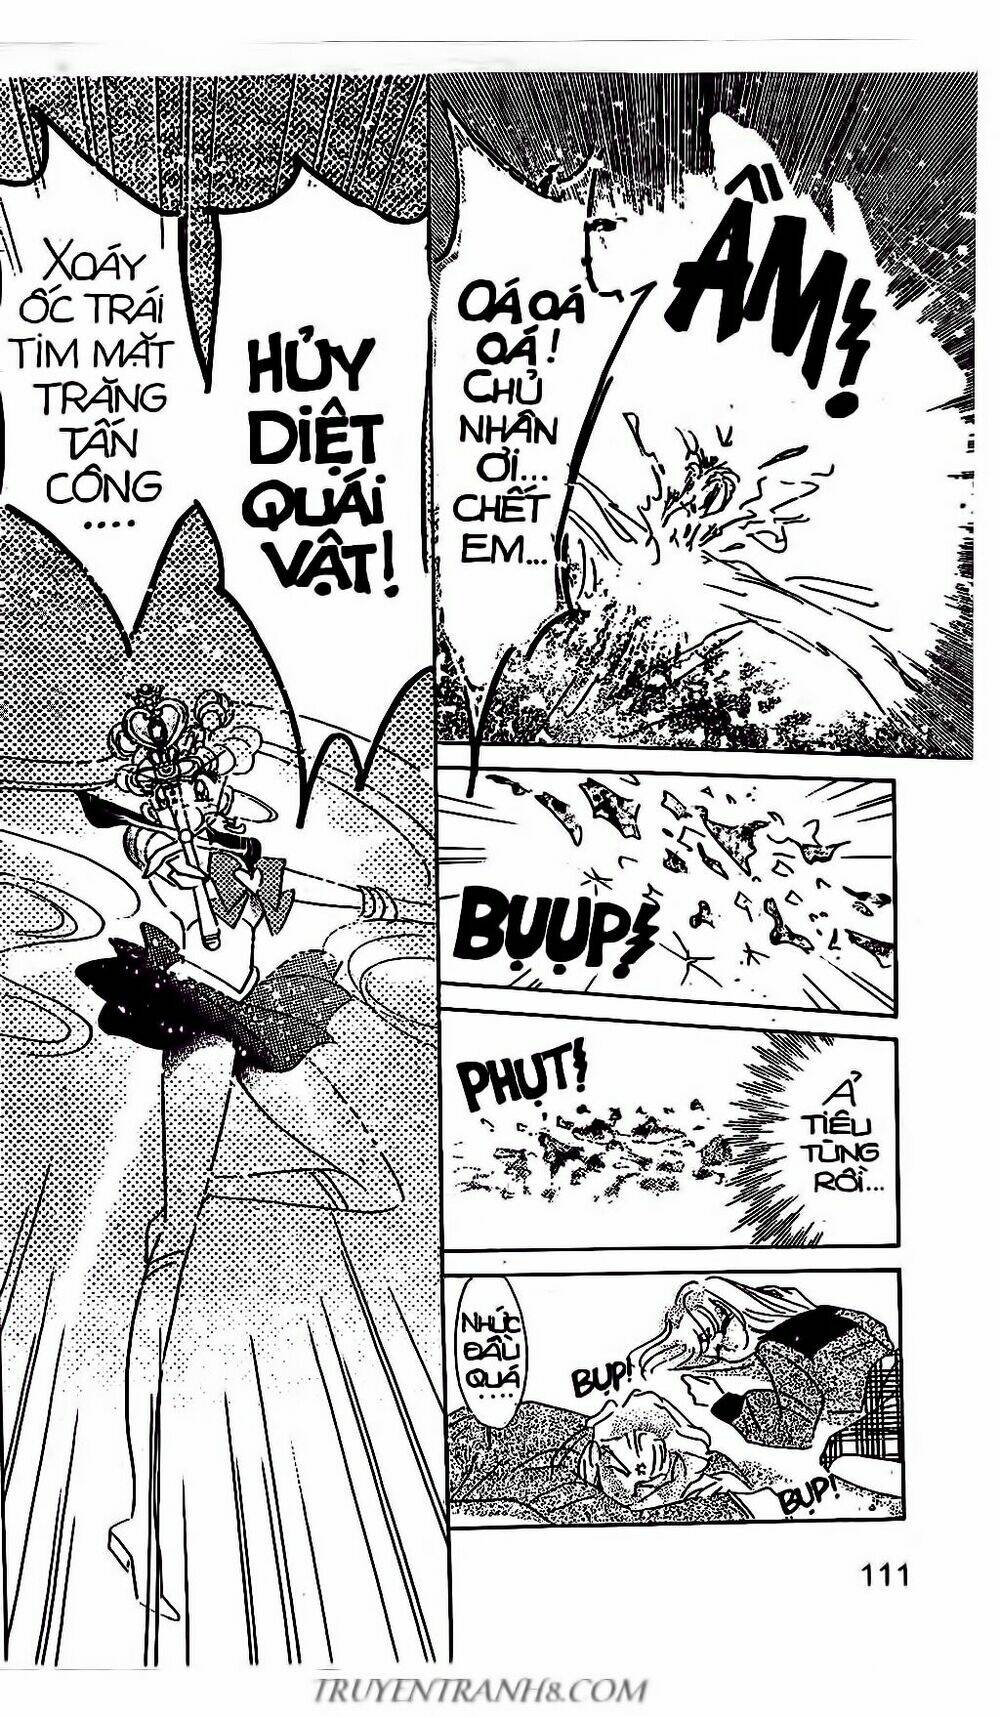 XOÁY
ỐC TRÁI
TIM MẶT
TRĂNG
TẤN
CÔNG
....
HỦY
DIỆT
QUÁI
VẬT!
OÁ OÁ
OÁ!
CHỦ
NHÂN
ƠI...
CHẾT
EM...
ẦM!
BỤỤP!
PHỤT!
Ả
TIÊU
TÙNG
RỒI...
NHỨC
ĐẦU
QUÁ
....
BỤP!
BỤP!
111
TRUYENTRANH8.COM